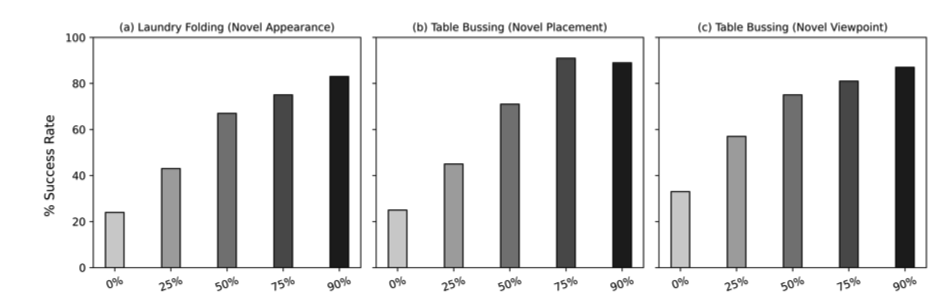 (a) Laundry Folding (Novel Appearance)
(b) Table Bussing (Novel Placement)
(c) Table Bussing (Novel Viewpoint)
% Success Rate
100
80
60
40
20
0
0% 25% 50% 75% 90%
0% 25% 50% 75% 90%
0% 25% 50% 75% 90%